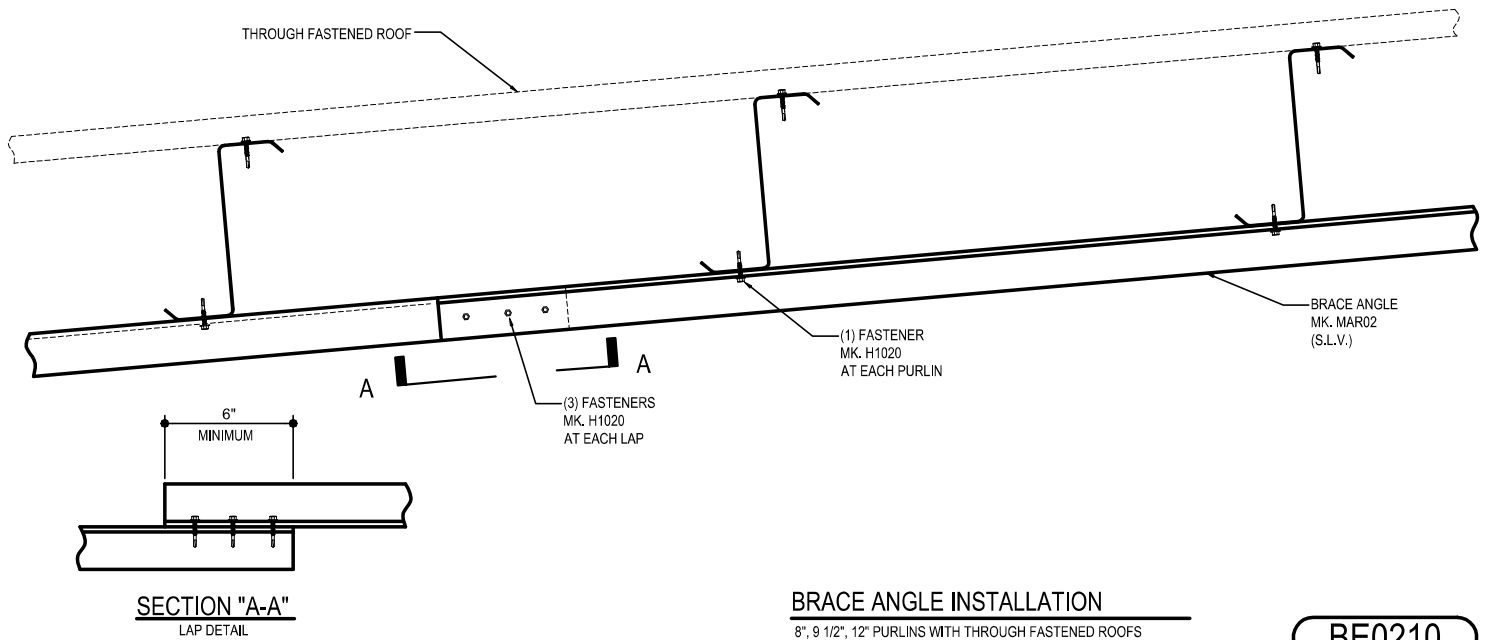 THROUGH FASTENED ROOF
BRACE ANGLE
MK. MAR02
(S.L.V.)
(1) FASTENER
MK. H1020
AT EACH PURLIN
A
A
(3) FASTENERS
MK. H1020
AT EACH LAP
6"
MINIMUM
SECTION "A-A"
LAP DETAIL
BRACE ANGLE INSTALLATION
8", 9 1/2", 12" PURLINS WITH THROUGH FASTENED ROOFS
BE0210